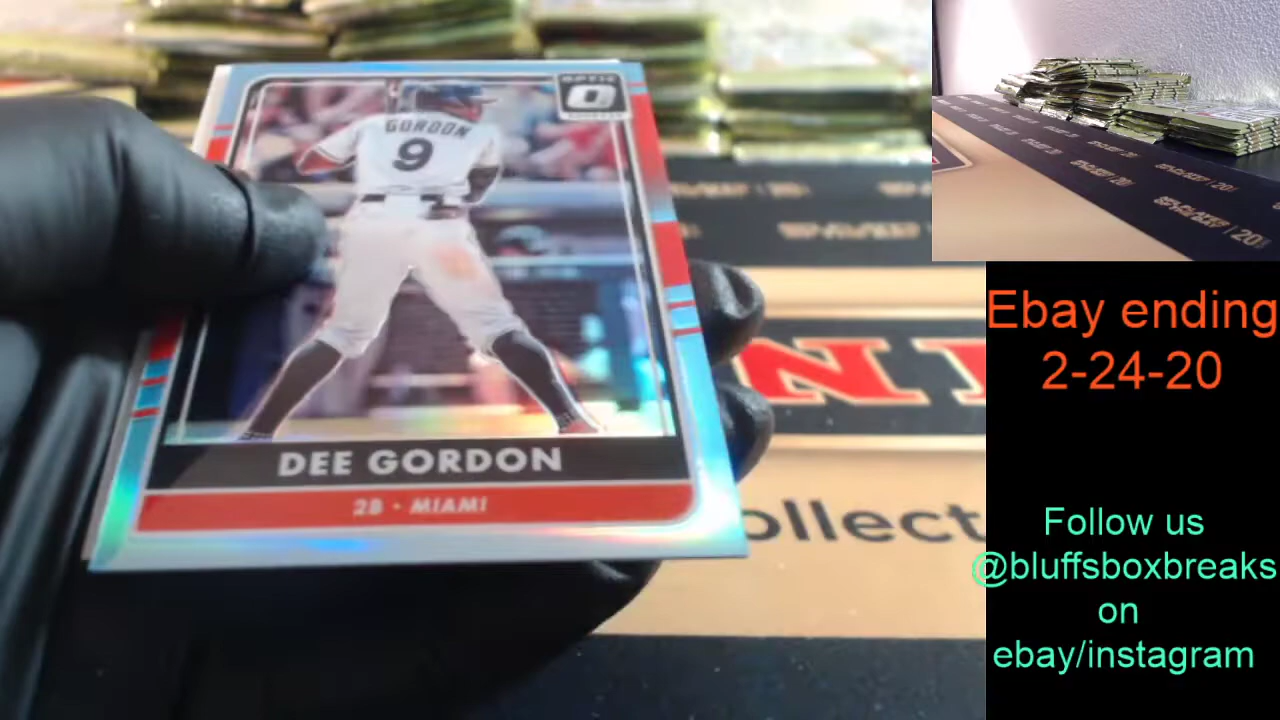 OPTIC
GORDON
9
DEE GORDON
2B · MIAMI
ollect
20
Ebay ending
2-24-20
Follow us
@bluffsboxbreaks
on
ebay/instagram